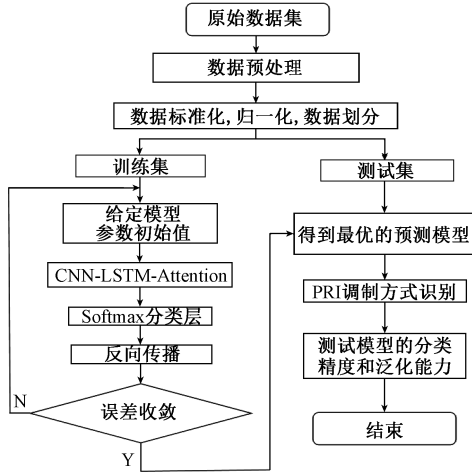 原始数据集
数据预处理
数据标准化,归一化,数据划分
训练集
给定模型
参数初始值
CNN-LSTM-Attention
Softmax分类层
反向传播
误差收敛
N
Y
测试集
得到最优的预测模型
PRI调制方式识别
测试模型的分类
精度和泛化能力
结束